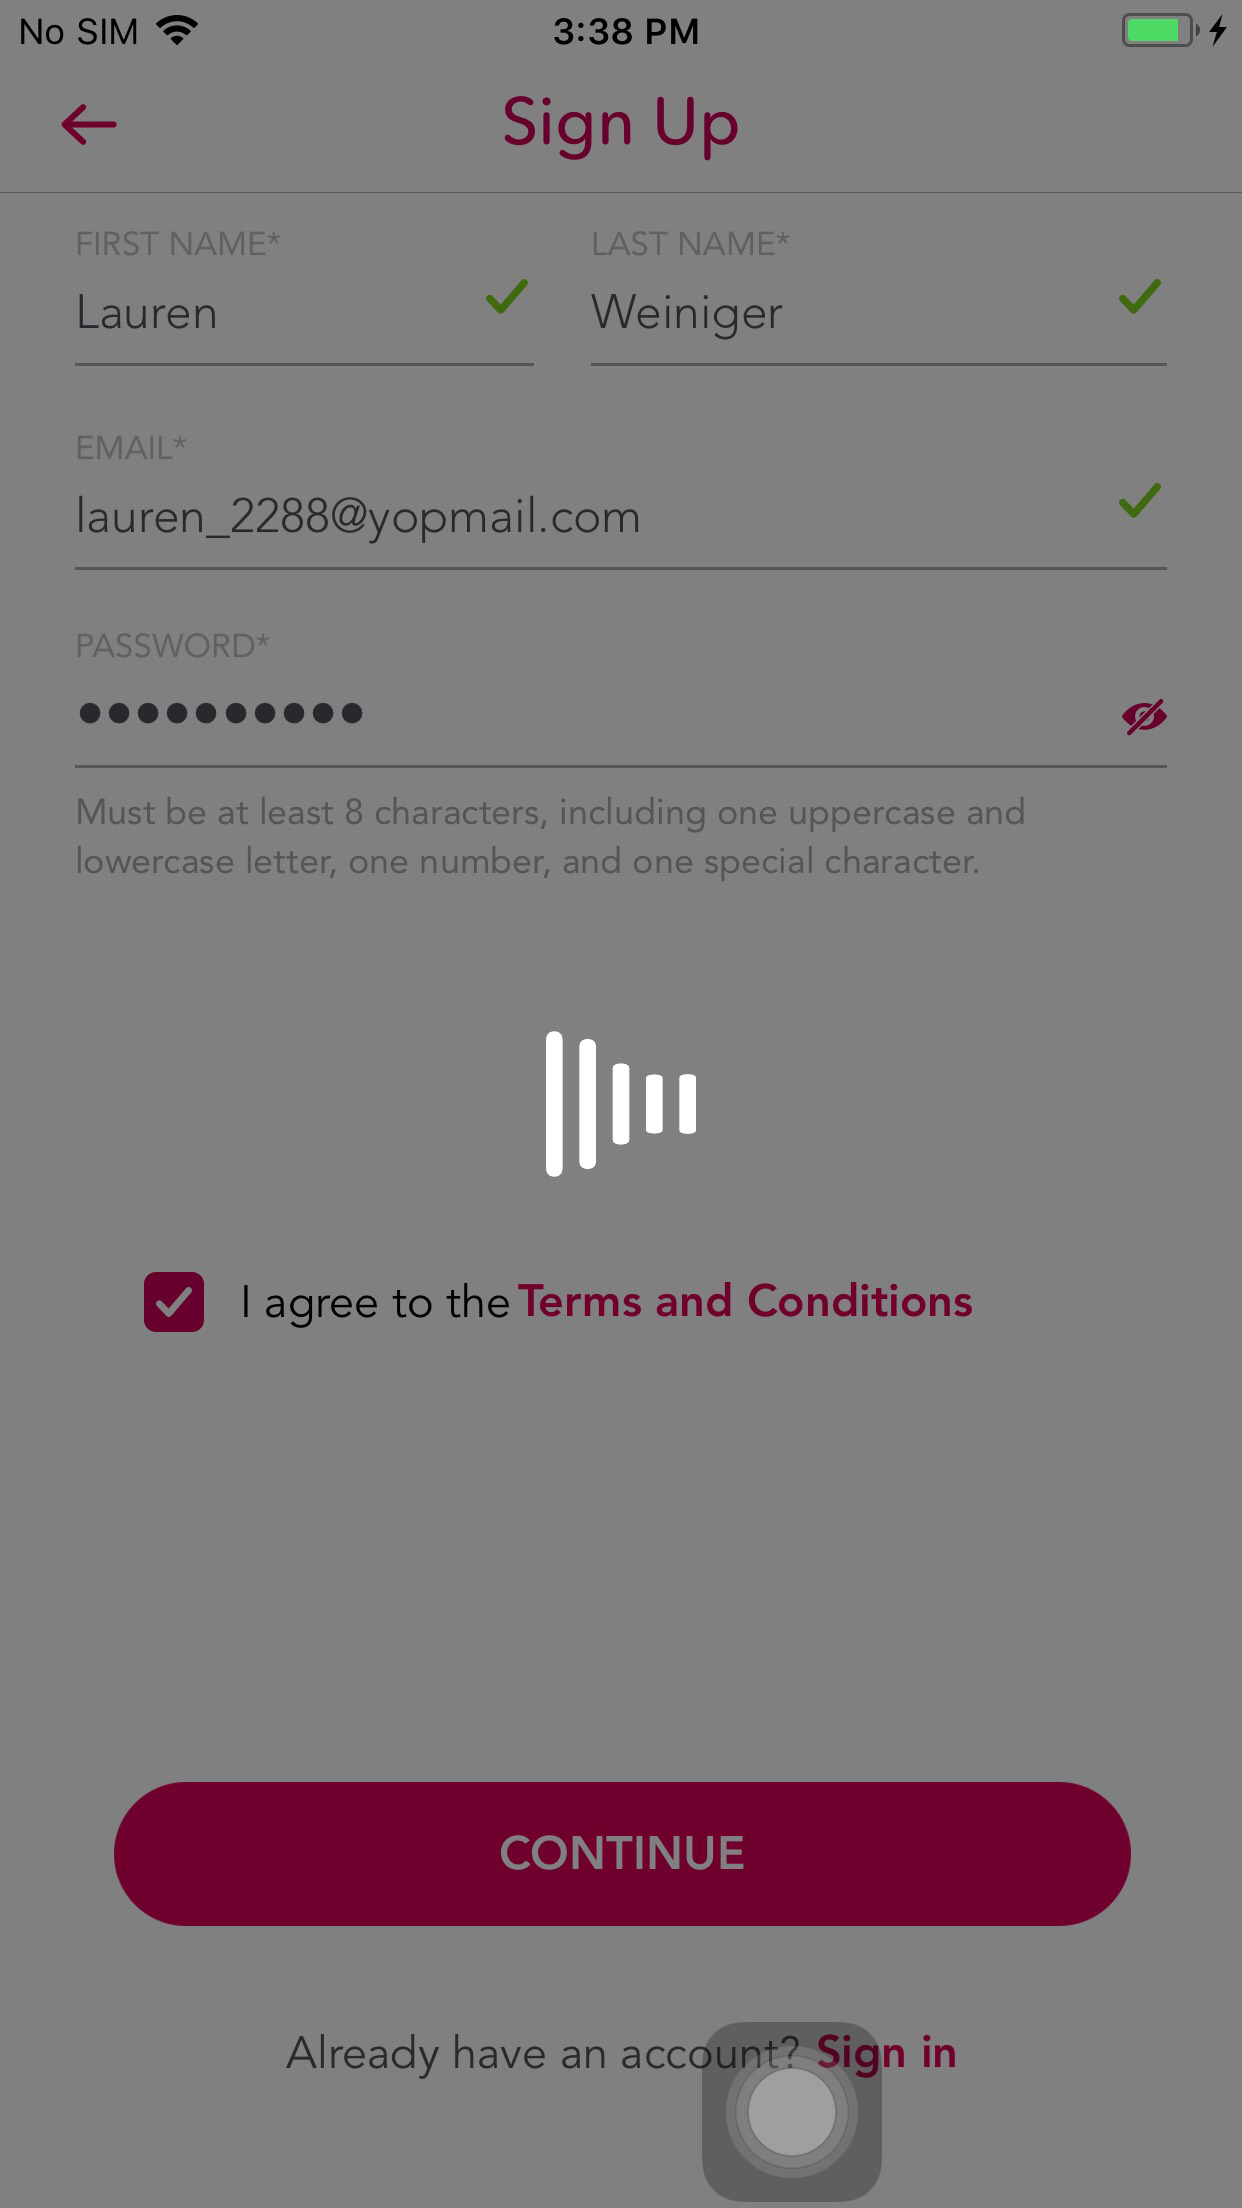 No SIM 3:38 PM
Sign Up
FIRST NAME* LAST NAME*
Lauren Weiniger
EMAIL*
lauren_2288@yopmail.com
PASSWORD*
●●●●●●●●●●
Must be at least 8 characters, including one uppercase and
lowercase letter, one number, and one special character.
I agree to the Terms and Conditions
CONTINUE
Already have an account? Sign in